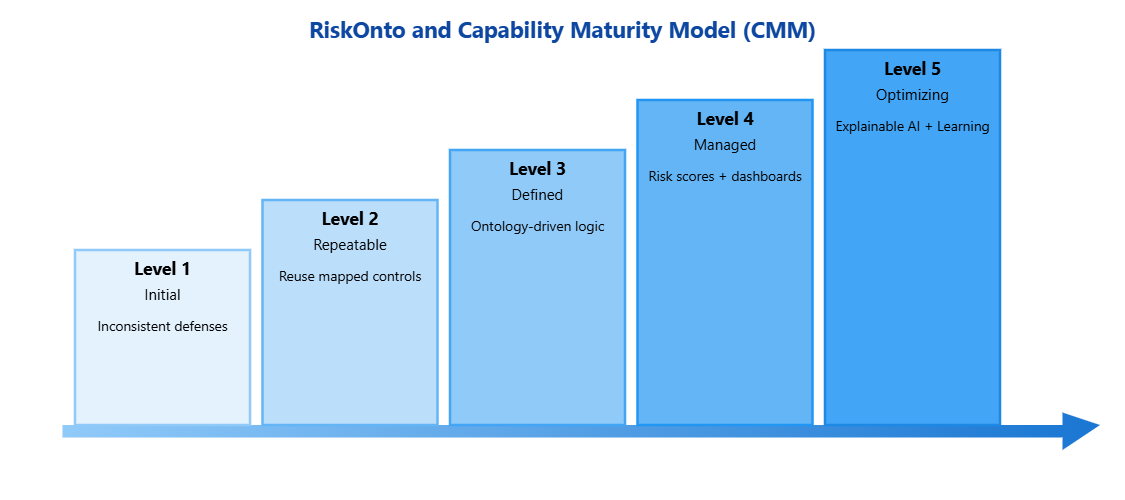 RiskOnto and Capability Maturity Model (CMM)
Level 1
Initial
Inconsistent defenses
Level 2
Repeatable
Reuse mapped controls
Level 3
Defined
Ontology-driven logic
Level 4
Managed
Risk scores + dashboards
Level 5
Optimizing
Explainable AI + Learning